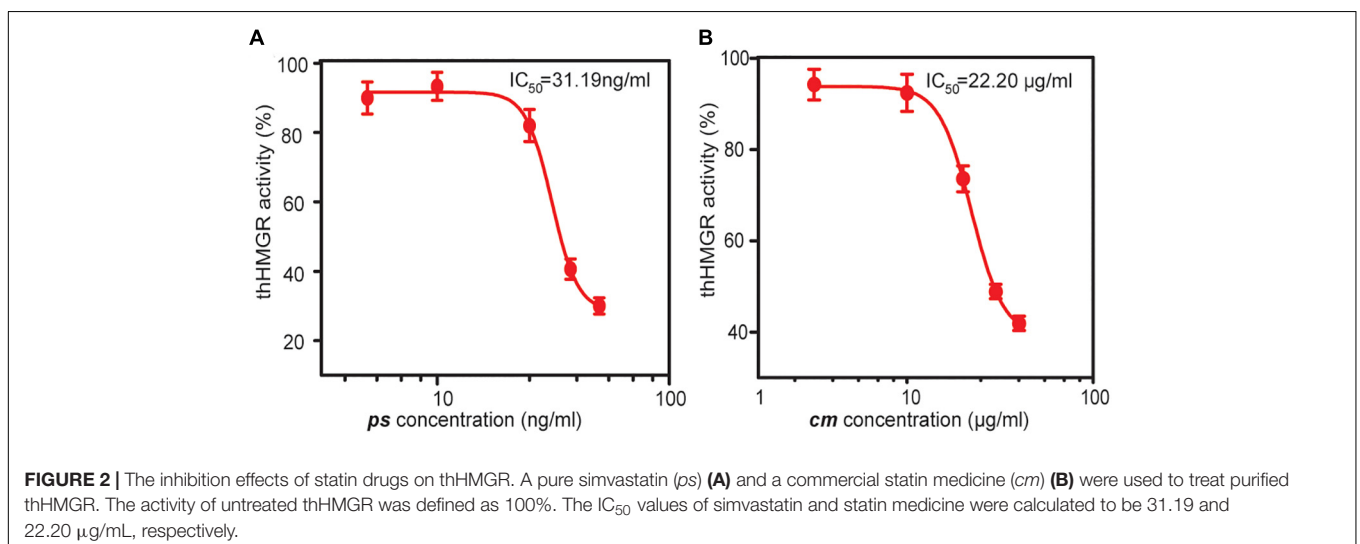 A
100
80
60
40
20
thHMGR activity (%)
IC50=31.19ng/ml
10 100
ps concentration (ng/ml)
B
100
80
60
40
thHMGR activity (%)
IC50=22.20 µg/ml
1 10 100
cm concentration (µg/ml)
FIGURE 2 | The inhibition effects of statin drugs on thHMGR. A pure simvastatin (ps) (A) and a commercial statin medicine (cm) (B) were used to treat purified
thHMGR. The activity of untreated thHMGR was defined as 100%. The IC50 values of simvastatin and statin medicine were calculated to be 31.19 and
22.20 µg/mL, respectively.